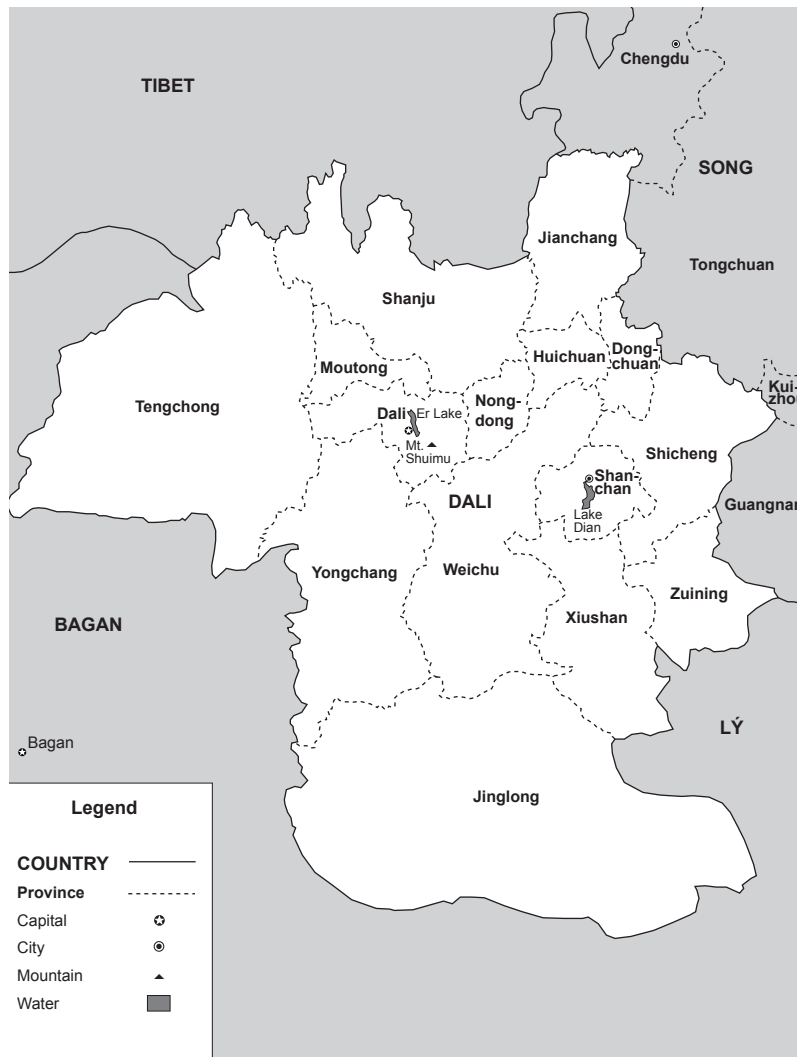 Chengdu
TIBET
SONG
Jianchang
Tongchuan
Shanju
Huichuan
Dong-
chuan
Moutong
Kui-
zhou
Tengchong
Dali
Er Lake
Nong-
dong
Mt.
Shuimu
Shicheng
Shan-
chan
DALI
Guangnan
Lake
Dian
Yongchang
Weichu
Zuining
Xiushan
BAGAN
LÝ
Bagan
Jinglong
Legend
COUNTRY
Province
Capital
City
Mountain
Water